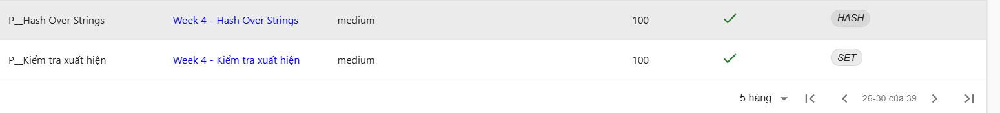 P__Hash Over Strings Week 4 - Hash Over Strings medium 100 HASH
P__Kiểm tra xuất hiện Week 4 - Kiểm tra xuất hiện medium 100 SET
5 hàng 26-30 của 39